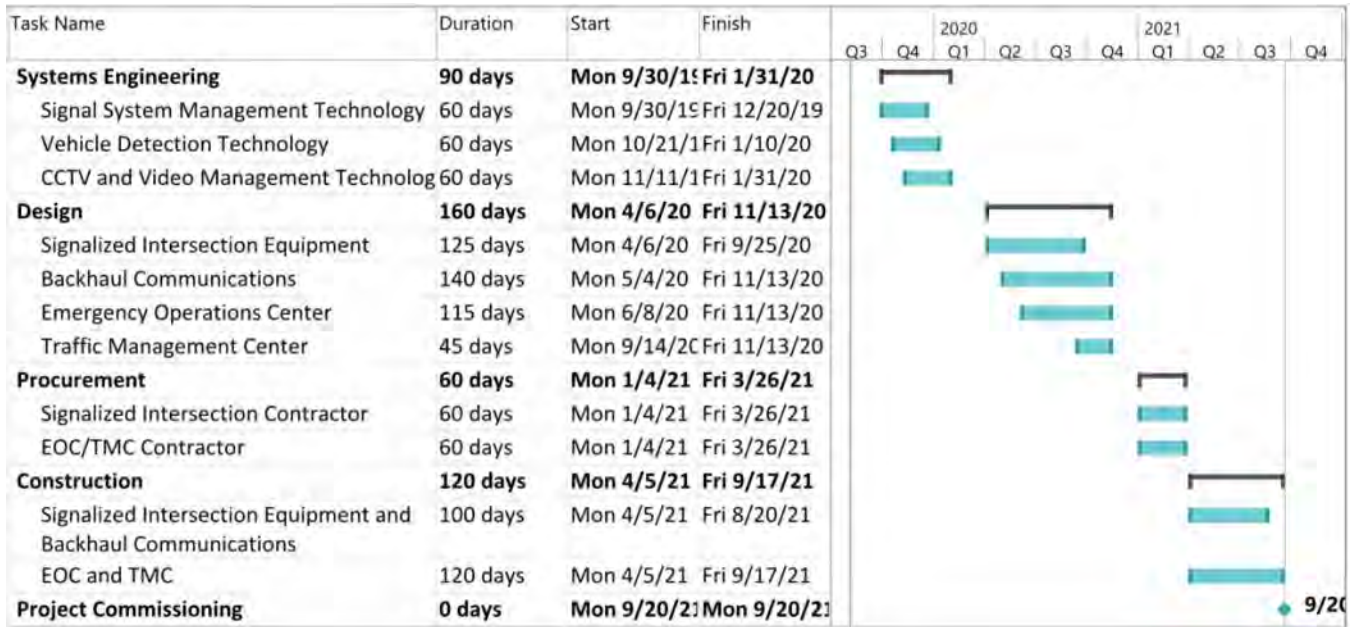 Task Name Duration Start Finish 2020 2021
Q3 Q4 Q1 Q2 Q3 Q4 Q1 Q2 Q3 Q4
Systems Engineering 90 days Mon 9/30/19 Fri 1/31/20
Signal System Management Technology 60 days Mon 9/30/19 Fri 12/20/19
Vehicle Detection Technology 60 days Mon 10/21/1 Fri 1/10/20
CCTV and Video Management Technolog 60 days Mon 11/11/1 Fri 1/31/20
Design 160 days Mon 4/6/20 Fri 11/13/20
Signalized Intersection Equipment 125 days Mon 4/6/20 Fri 9/25/20
Backhaul Communications 140 days Mon 5/4/20 Fri 11/13/20
Emergency Operations Center 115 days Mon 6/8/20 Fri 11/13/20
Traffic Management Center 45 days Mon 9/14/20 Fri 11/13/20
Procurement 60 days Mon 1/4/21 Fri 3/26/21
Signalized Intersection Contractor 60 days Mon 1/4/21 Fri 3/26/21
EOC/TMC Contractor 60 days Mon 1/4/21 Fri 3/26/21
Construction 120 days Mon 4/5/21 Fri 9/17/21
Signalized Intersection Equipment and 100 days Mon 4/5/21 Fri 8/20/21
Backhaul Communications
EOC and TMC 120 days Mon 4/5/21 Fri 9/17/21
Project Commissioning 0 days Mon 9/20/21 Mon 9/20/21 9/20